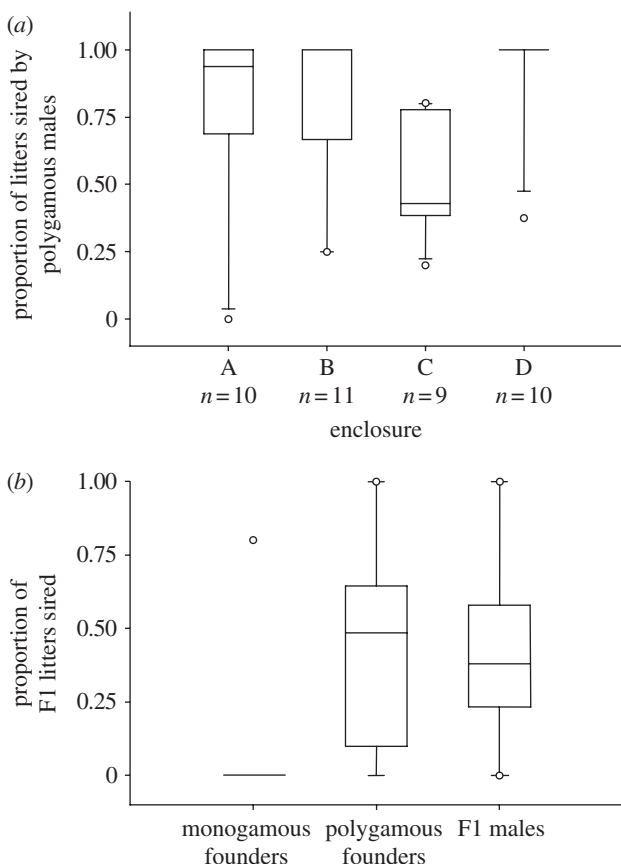 (a)
proportion of litters sired by
polygamous males
1.00
0.75
0.50
0.25
0
A B C D
n=10 n=11 n=9 n=10
enclosure
(b)
proportion of
F1 litters sired
1.00
0.75
0.50
0.25
0
monogamous polygamous F1 males
founders founders